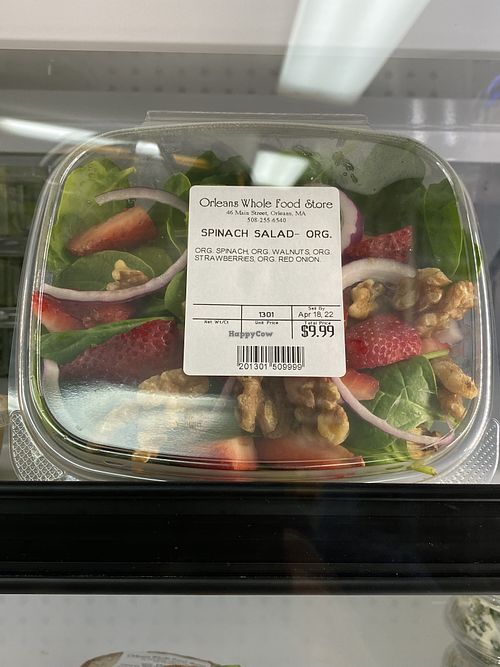 Orleans Whole Food Store
46 Main Street, Orleans, MA
508-255-6540
SPINACH SALAD- ORG.
ORG. SPINACH, ORG. WALNUTS, ORG.
STRAWBERRIES, ORG. RED ONION.
1301
Sell By
Apr 18, 22
Net Wt/Ct
Unit Price
Total Price
$9.99
HappyCow
201301 509999